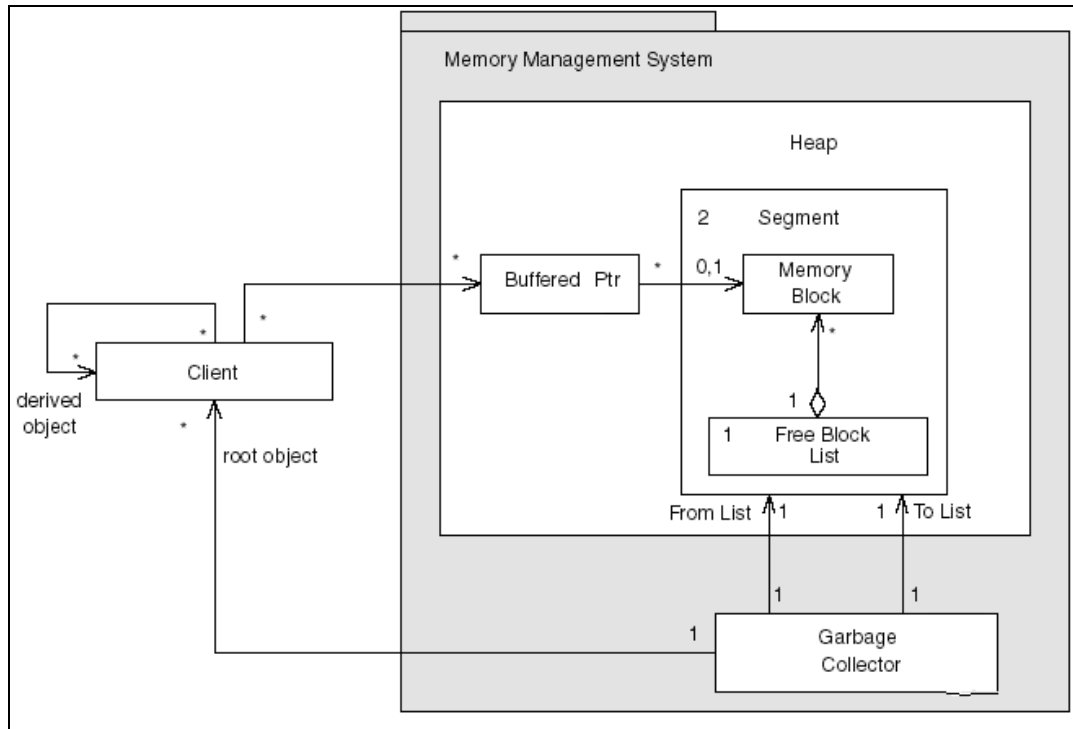 Memory Management System
Heap
2 Segment
* Buffered Ptr * 0,1 Memory
Block
*
* * *
Client
derived
object
*
root object
1
1 Free Block
List
From List 1 1 To List
1 1
1 Garbage
Collector